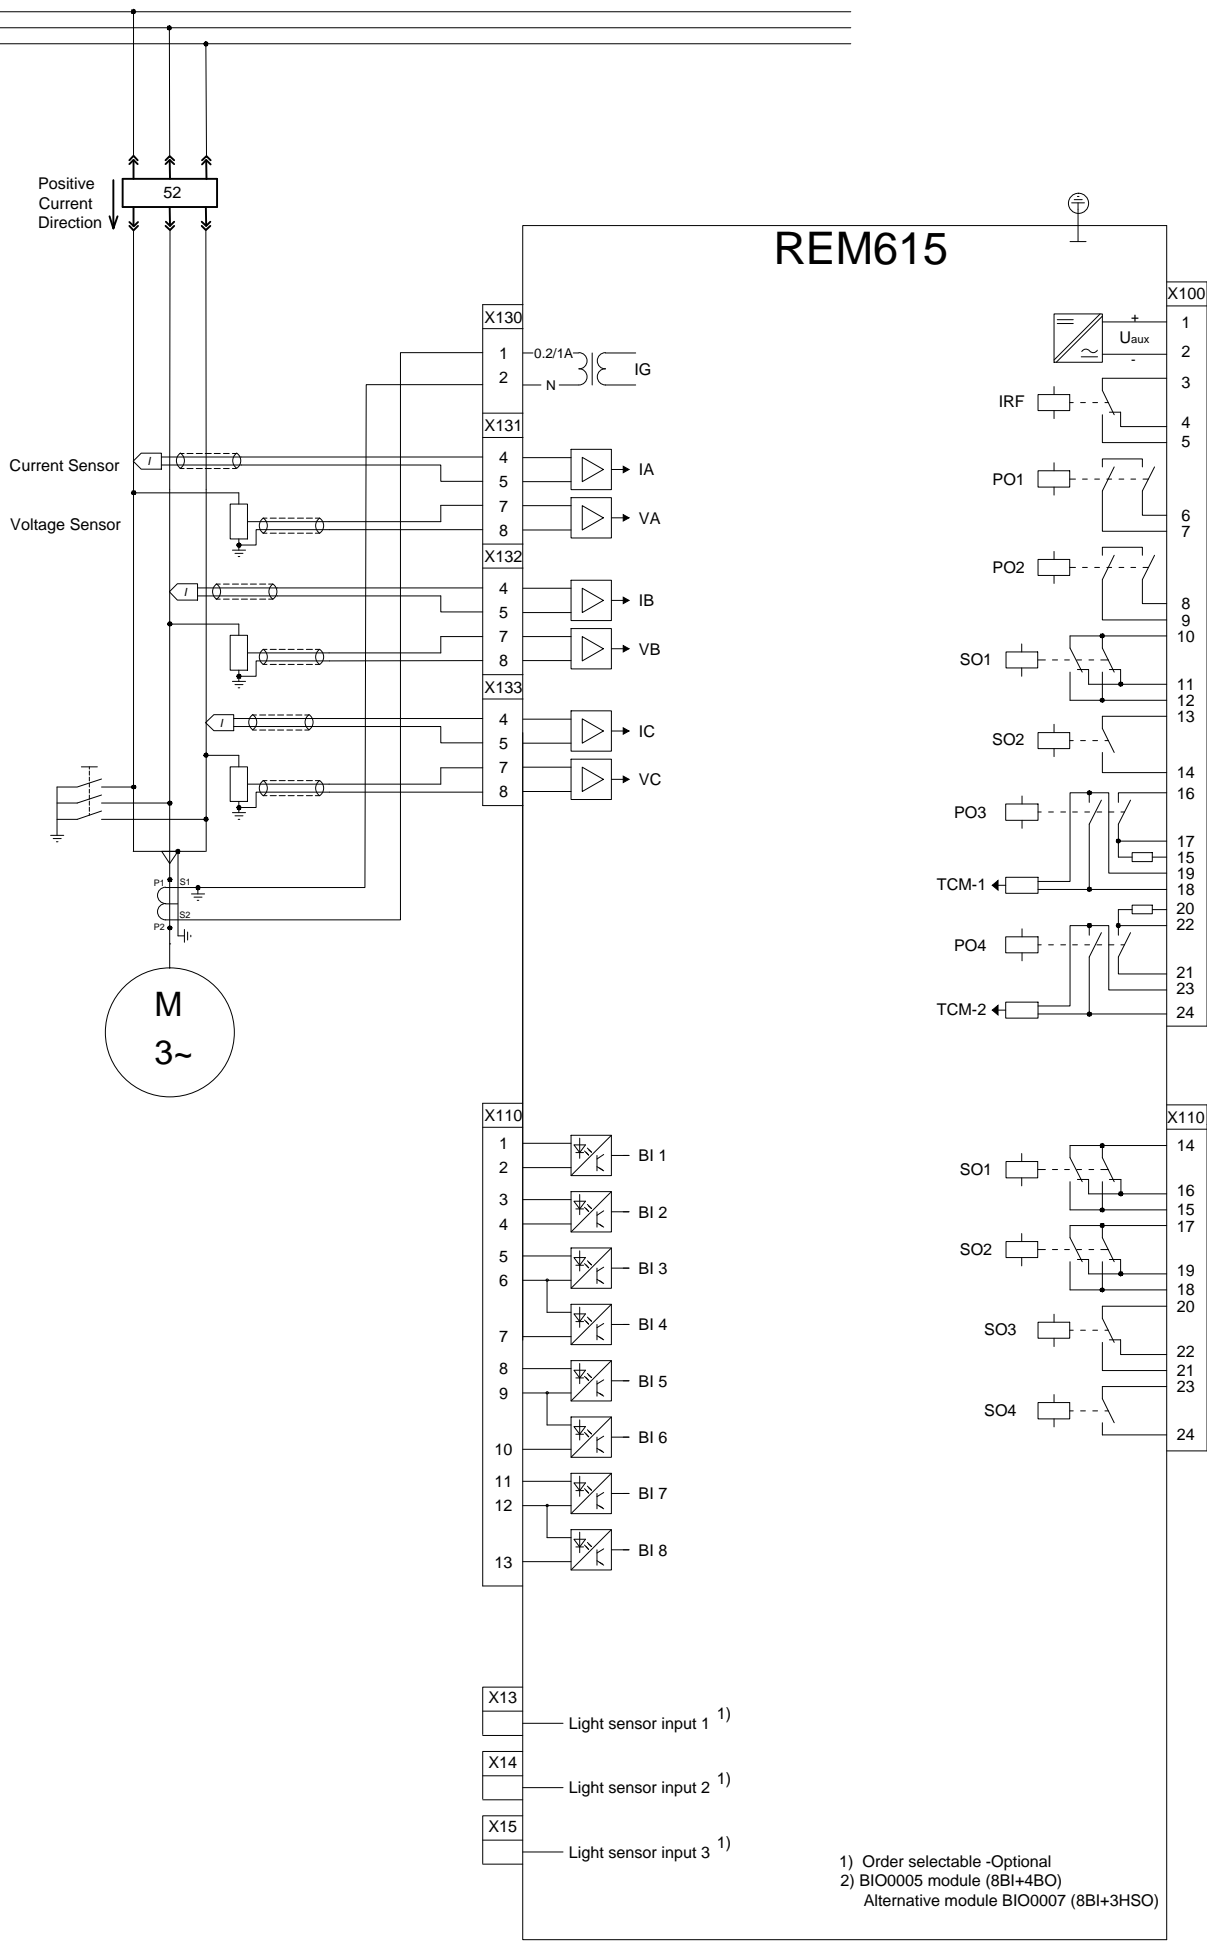 Positive
Current
Direction
52
REM615
X100
1
2
+
Uaux
-
IRF
3
4
5
PO1
6
7
PO2
8
9
SO1
10
11
12
SO2
13
14
PO3
16
17
15
19
18
TCM-1
20
22
PO4
21
23
TCM-2
24
X130
1
0.2/1A
2
N
IG
X131
Current Sensor
I
4
5
IA
Voltage Sensor
7
8
VA
X132
I
4
5
IB
7
8
VB
X133
I
4
5
IC
7
8
VC
P1
S1
S2
P2
M
3~
X110
1
2
BI 1
3
4
BI 2
5
6
BI 3
7
BI 4
8
9
BI 5
10
BI 6
11
12
BI 7
13
BI 8
X110
SO1
14
16
15
SO2
17
19
18
SO3
20
22
21
SO4
23
24
X13
Light sensor input 1 1)
X14
Light sensor input 2 1)
X15
Light sensor input 3 1)
1) Order selectable -Optional
2) BIO0005 module (8BI+4BO)
Alternative module BIO0007 (8BI+3HSO)